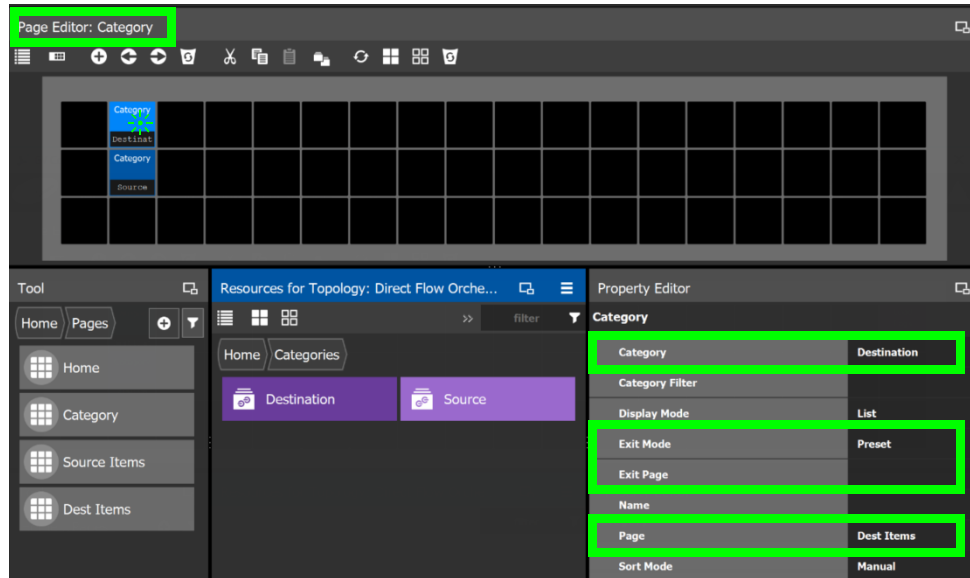 Page Editor: Category
Category
Destinat
Category
Source
Tool
Home Pages
Home
Category
Source Items
Dest Items
Resources for Topology: Direct Flow Orche...
>> filter
Home Categories
Destination Source
Property Editor
Category
Category Destination
Category Filter
Display Mode List
Exit Mode Preset
Exit Page
Name
Page Dest Items
Sort Mode Manual